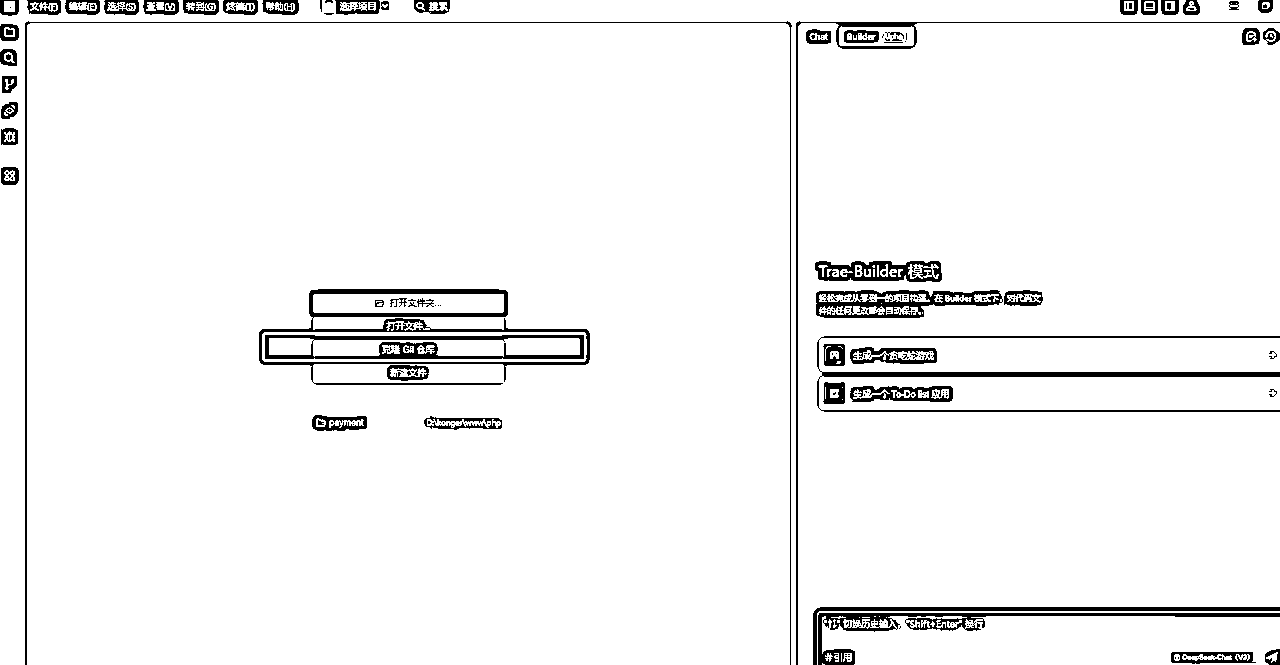 文件(F) 编辑(E) 选择(S) 查看(V) 转到(G) 终端(T) 帮助(H) 选择项目 搜索
Chat Builder Alpha
打开文件夹...
打开文件...
克隆 Git 仓库
新建文件
payment D:\konger\www\php
Trae-Builder 模式
轻松完成从零到一的项目构建。在 Builder 模式下，对代码文
件的任何更改都会自动保存。
生成一个贪吃蛇游戏
生成一个 To-Do list 应用
切换历史输入，"Shift+Enter" 换行
#引用
DeepSeek-Chat (V3)